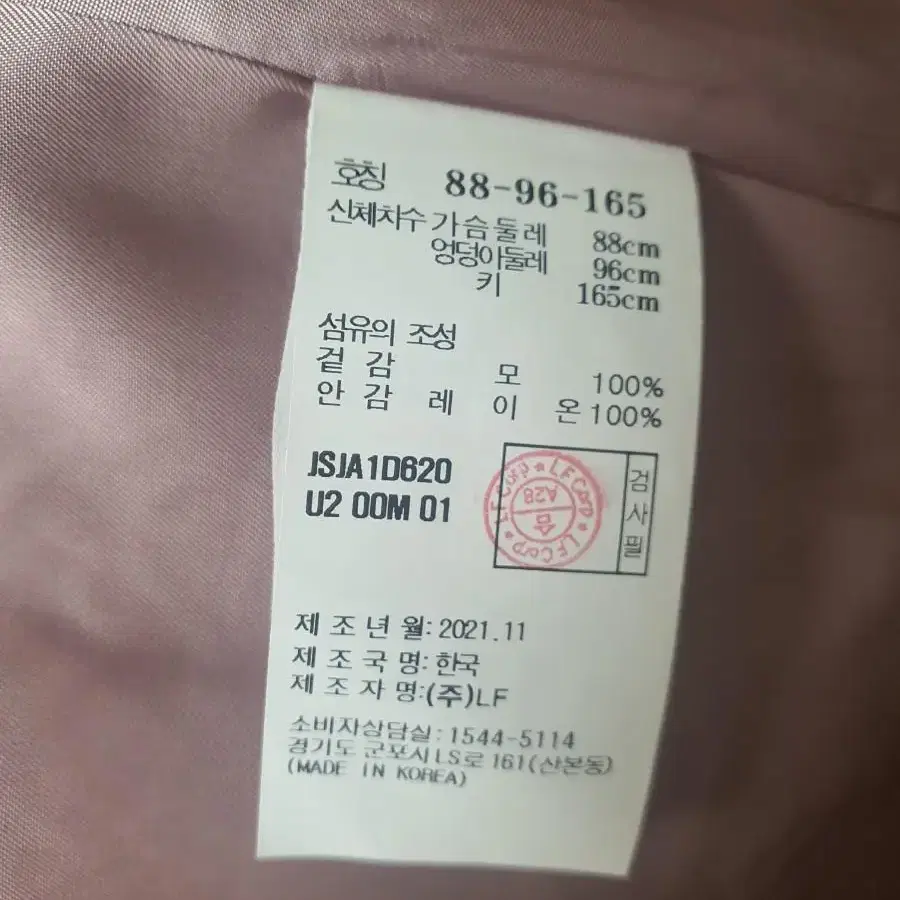 호칭 88-96-165
신체치수 가슴둘레 88cm
엉덩이둘레 96cm
키 165cm
섬유의 조성
겉 감 모 100%
안 감 레 이 온 100%
JSJA1D620
U2 00M 01
LF Corp ★ LF Corp ★ LF Corp ★
A28
합
검사필
제 조 년 월: 2021.11
제 조 국 명: 한국
제 조 자 명:(주)LF
소비자상담실:1544-5114
경기도 군포시 LS로 161(산본동)
(MADE IN KOREA)